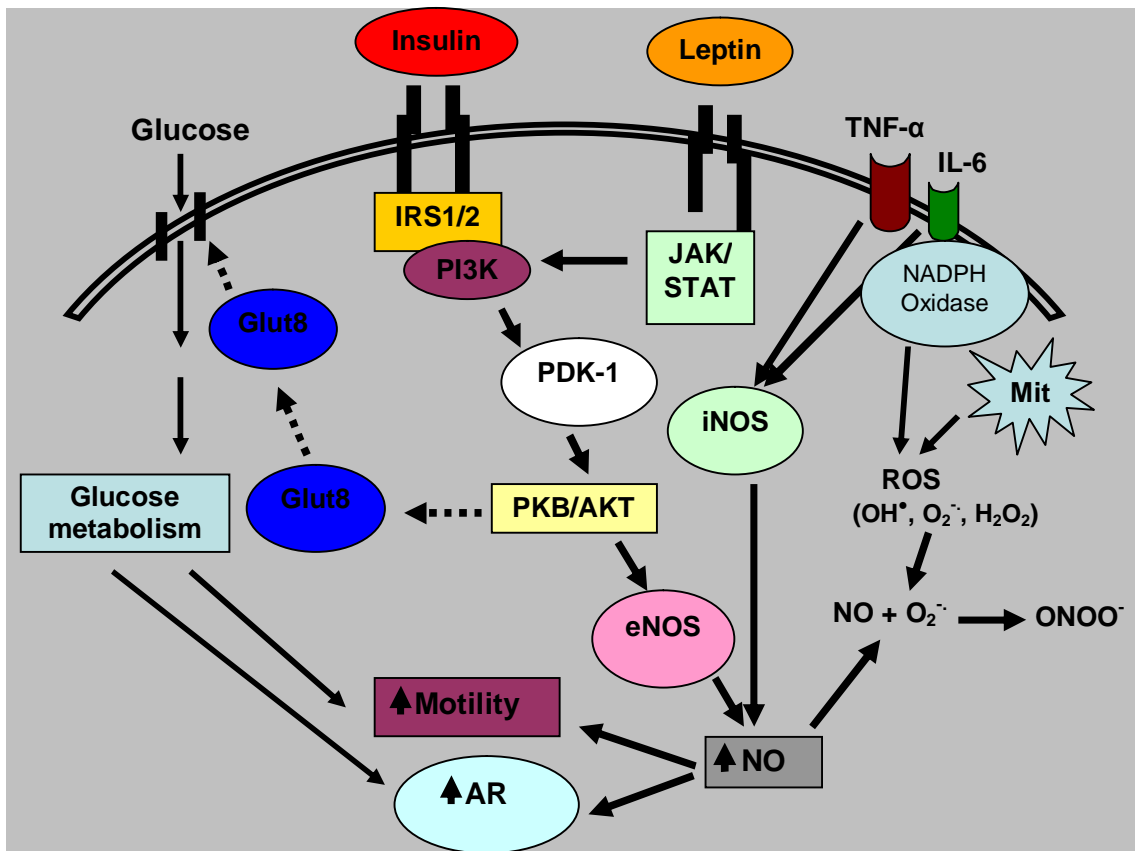 Insulin
Leptin
Glucose
TNF-α
IL-6
IRS1/2
PI3K
JAK/
STAT
NADPH
Oxidase
Glut8
PDK-1
Mit
iNOS
Glucose
metabolism
Glut8
PKB/AKT
ROS
(OH•, O₂⁻·, H₂O₂)
eNOS
NO + O₂⁻·
ONOO⁻
Motility
NO
AR